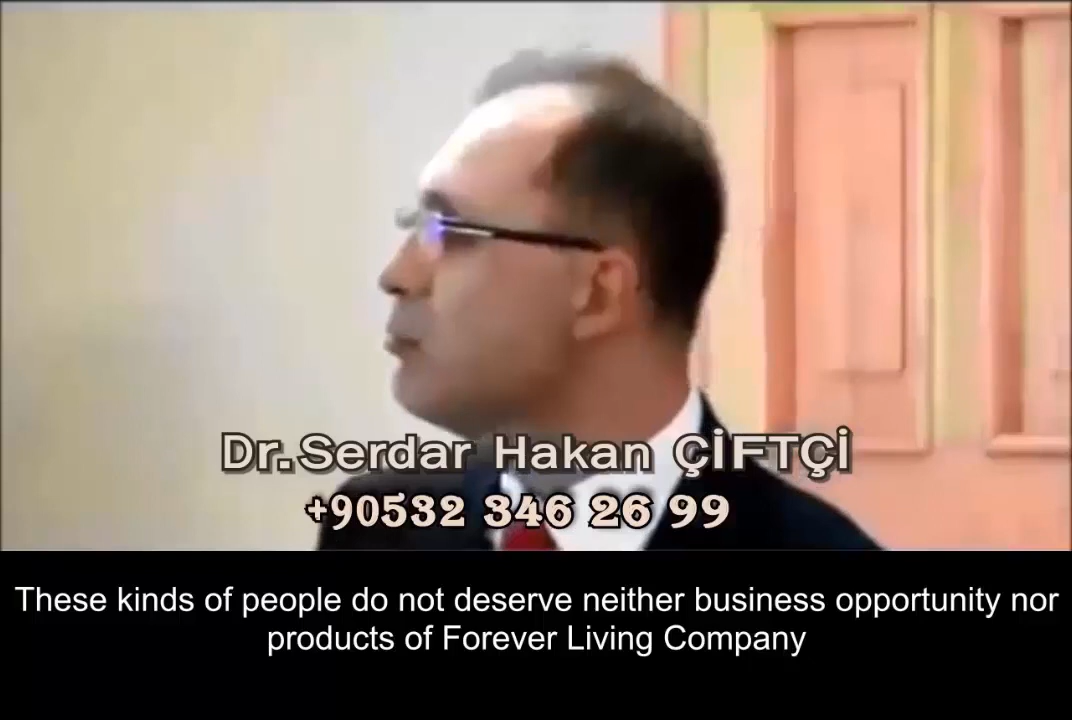 Dr. Serdar Hakan ÇİFTÇİ
+90532 346 26 99
These kinds of people do not deserve neither business opportunity nor
products of Forever Living Company